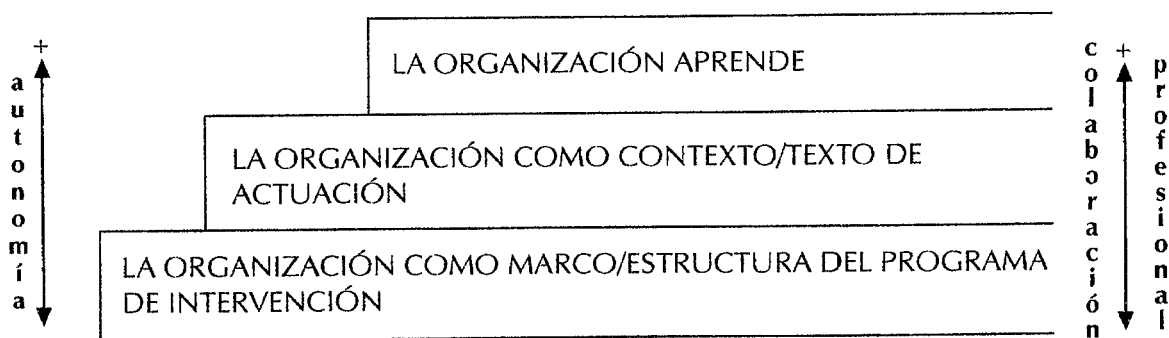 +
autonomía
LA ORGANIZACIÓN APRENDE
LA ORGANIZACIÓN COMO CONTEXTO/TEXTO DE
ACTUACIÓN
LA ORGANIZACIÓN COMO MARCO/ESTRUCTURA DEL PROGRAMA
DE INTERVENCIÓN
colaboración
+
profesional